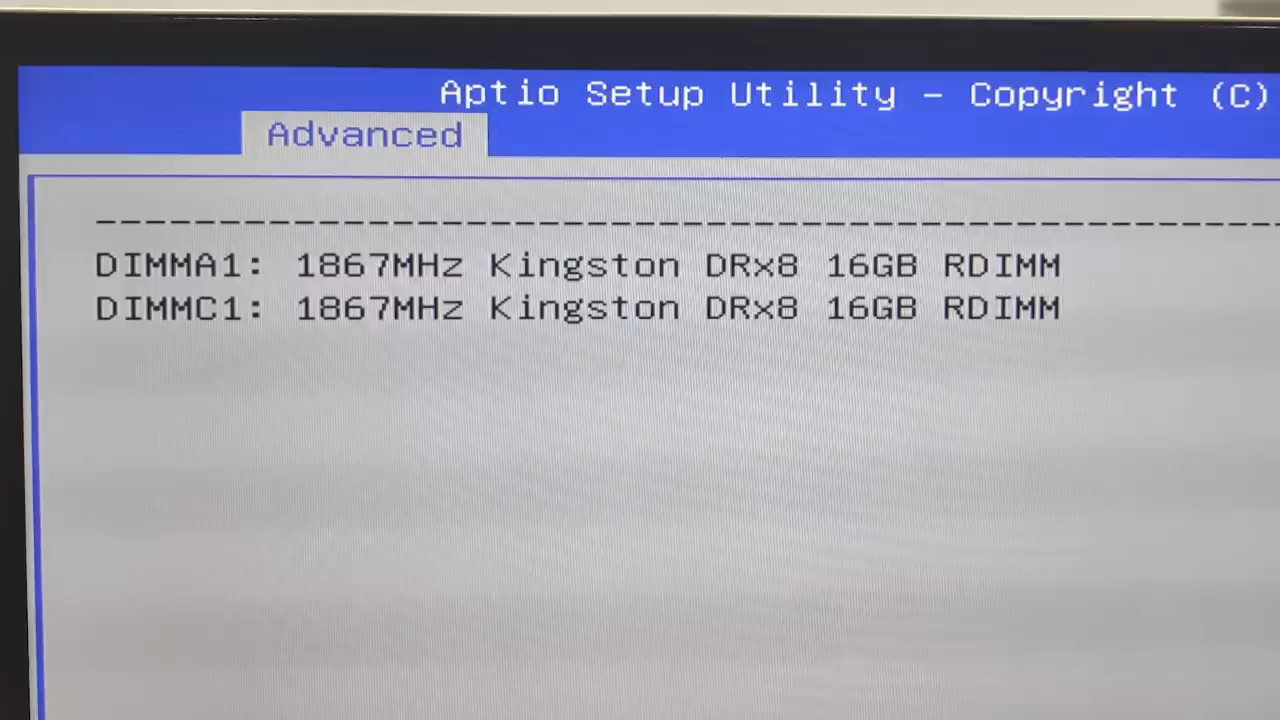 Aptio Setup Utility – Copyright (C)
Advanced
--------------------------------------------------
DIMMA1: 1867MHz Kingston DRx8 16GB RDIMM
DIMMC1: 1867MHz Kingston DRx8 16GB RDIMM